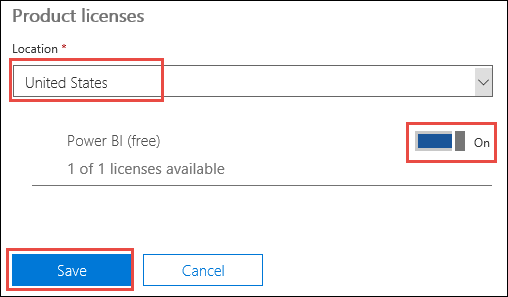 Product licenses
Location *
United States
Power BI (free)
On
1 of 1 licenses available
Save
Cancel